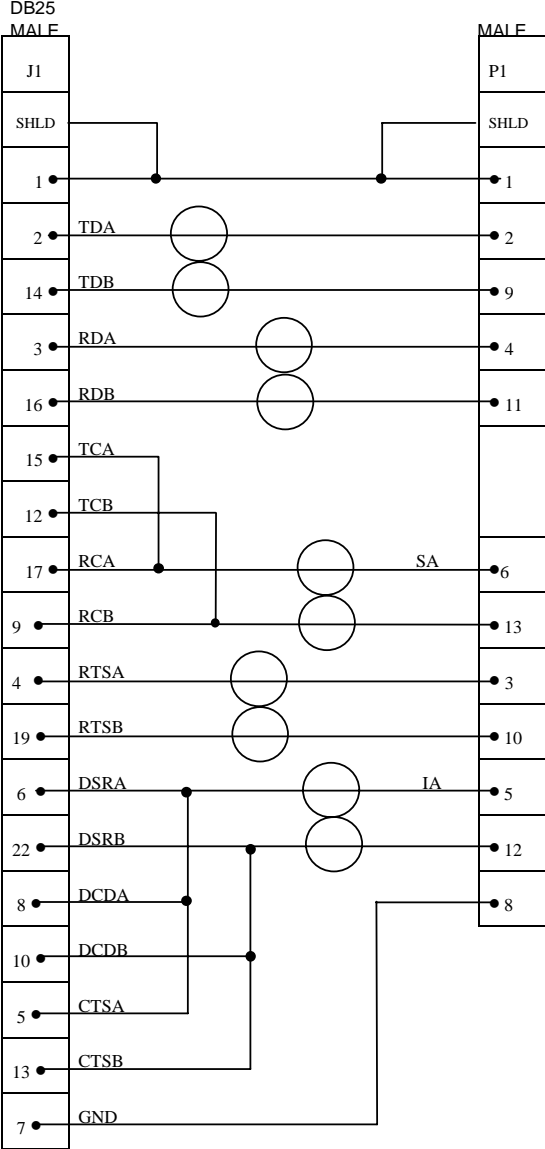 DB25
MALE MALE
J1 P1
SHLD SHLD
1 1
2 TDA 2
14 TDB 9
3 RDA 4
16 RDB 11
15 TCA
12 TCB
17 RCA SA 6
9 RCB 13
4 RTSA 3
19 RTSB 10
6 DSRA IA 5
22 DSRB 12
8 DCDA 8
10 DCDB
5 CTSA
13 CTSB
7 GND